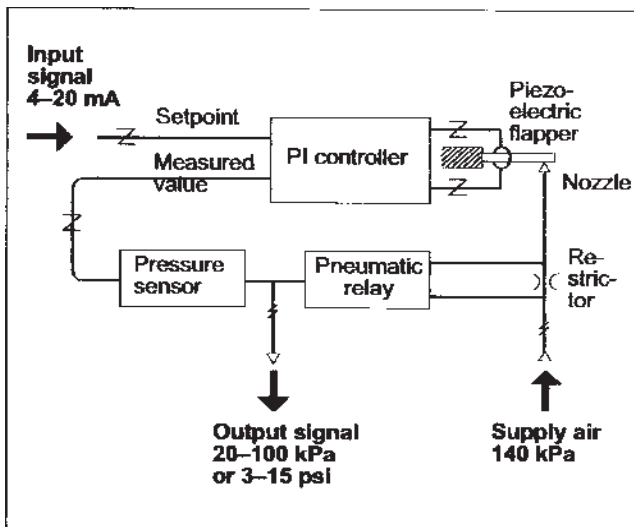 Input
signal
4–20 mA
Setpoint
Measured
value
PI controller
Piezo-
electric
flapper
Nozzle
Pressure
sensor
Pneumatic
relay
Re-
stric-
tor
Output signal
20–100 kPa
or 3–15 psi
Supply air
140 kPa